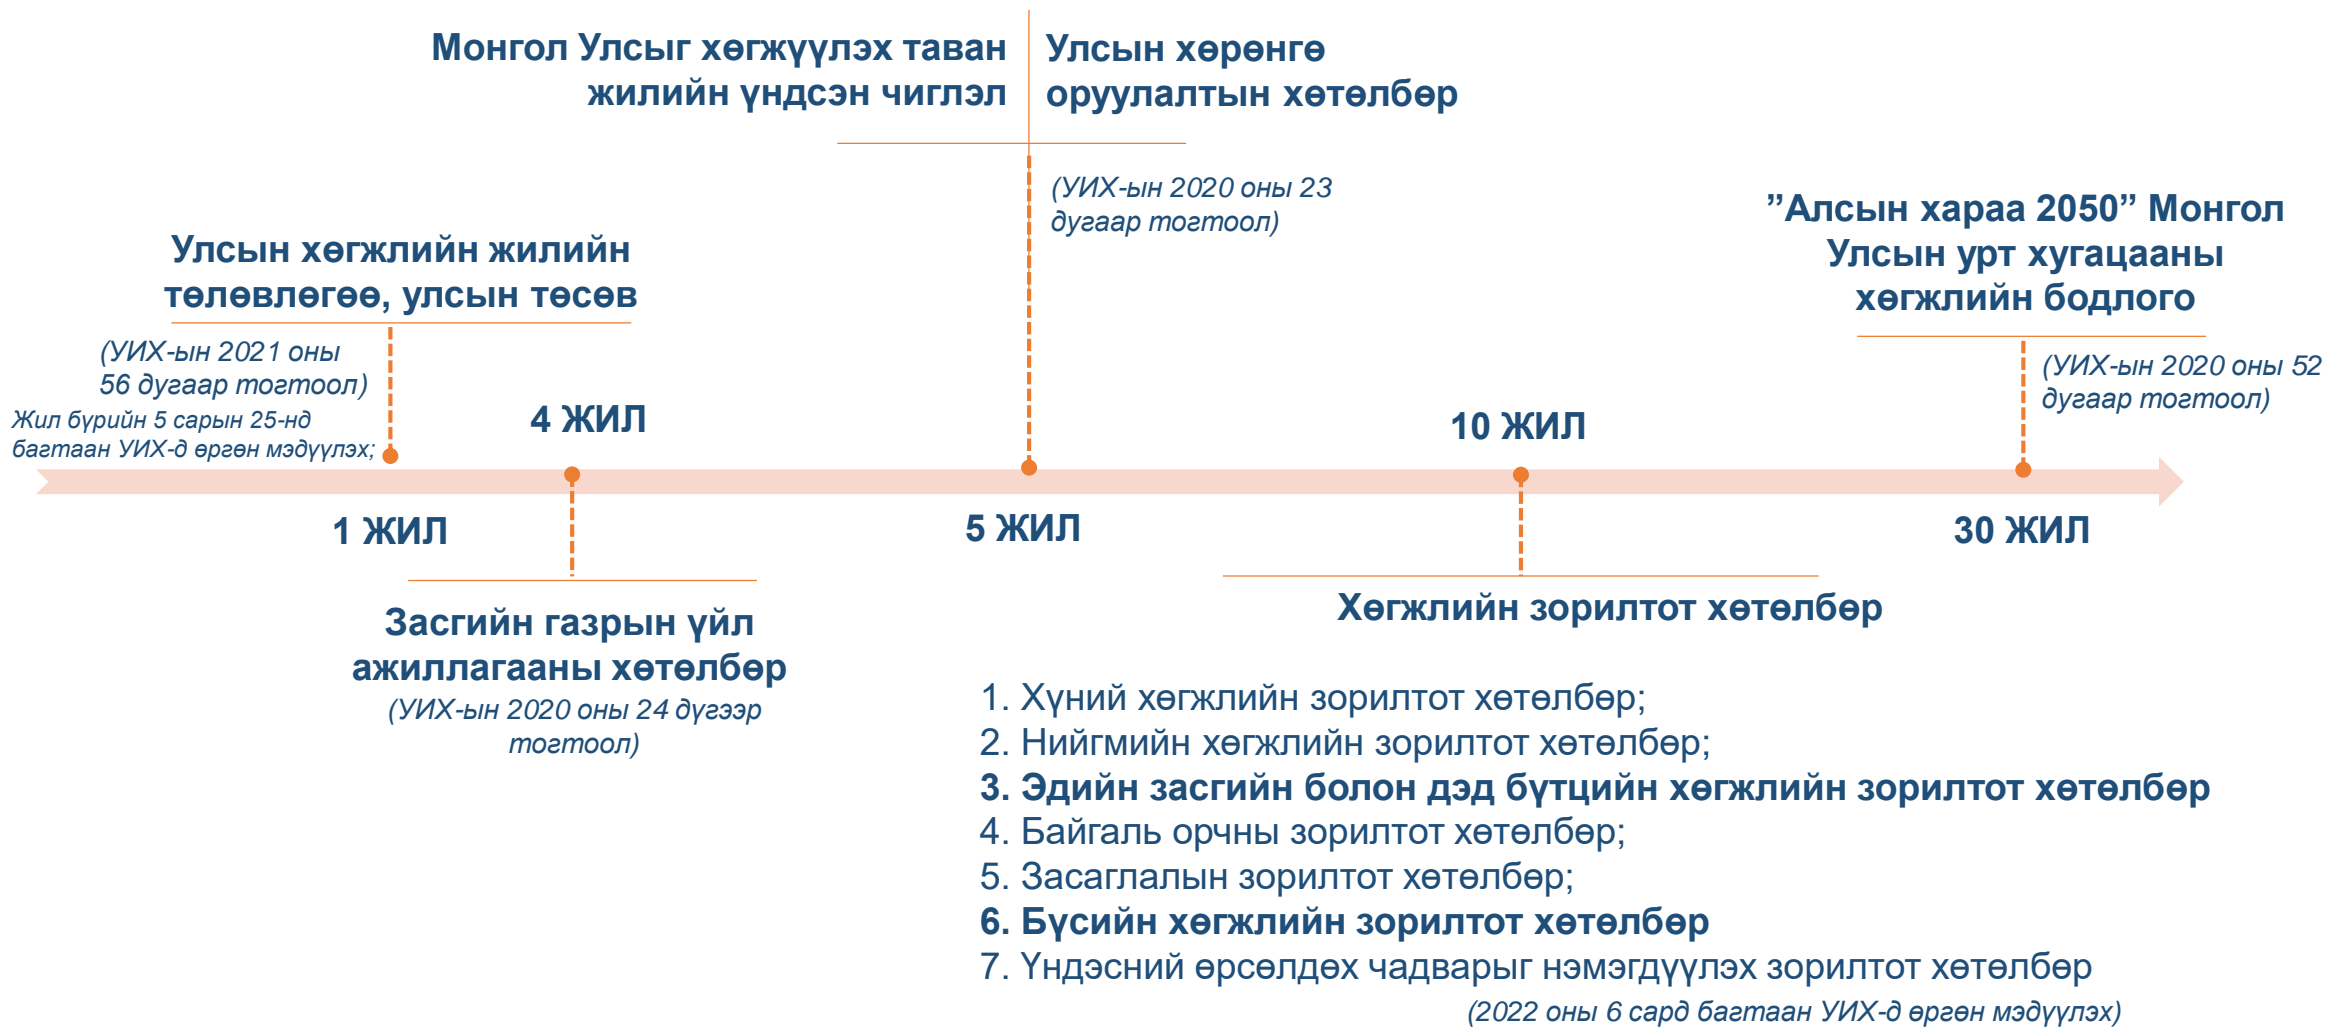 Монгол Улсыг хөгжүүлэх таван
жилийн үндсэн чиглэл
Улсын хөрөнгө
оруулалтын хөтөлбөр
(УИХ-ын 2020 оны 23
дугаар тогтоол)
”Алсын хараа 2050” Монгол
Улсын урт хугацааны
хөгжлийн бодлого
(УИХ-ын 2020 оны 52
дугаар тогтоол)
Улсын хөгжлийн жилийн
төлөвлөгөө, улсын төсөв
(УИХ-ын 2021 оны
56 дугаар тогтоол)
Жил бүрийн 5 сарын 25-нд
багтаан УИХ-д өргөн мэдүүлэх;
4 ЖИЛ
10 ЖИЛ
1 ЖИЛ
5 ЖИЛ
30 ЖИЛ
Засгийн газрын үйл
ажиллагааны хөтөлбөр
(УИХ-ын 2020 оны 24 дүгээр
тогтоол)
Хөгжлийн зорилтот хөтөлбөр
1. Хүний хөгжлийн зорилтот хөтөлбөр;
2. Нийгмийн хөгжлийн зорилтот хөтөлбөр;
3. Эдийн засгийн болон дэд бүтцийн хөгжлийн зорилтот хөтөлбөр
4. Байгаль орчны зорилтот хөтөлбөр;
5. Засаглалын зорилтот хөтөлбөр;
6. Бүсийн хөгжлийн зорилтот хөтөлбөр
7. Үндэсний өрсөлдөх чадварыг нэмэгдүүлэх зорилтот хөтөлбөр
(2022 оны 6 сард багтаан УИХ-д өргөн мэдүүлэх)